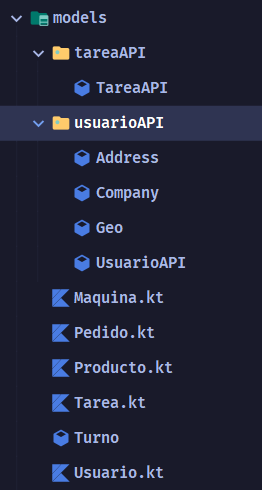 models
tareaAPI
TareaAPI
usuarioAPI
Address
Company
Geo
UsuarioAPI
Maquina.kt
Pedido.kt
Producto.kt
Tarea.kt
Turno
Usuario.kt